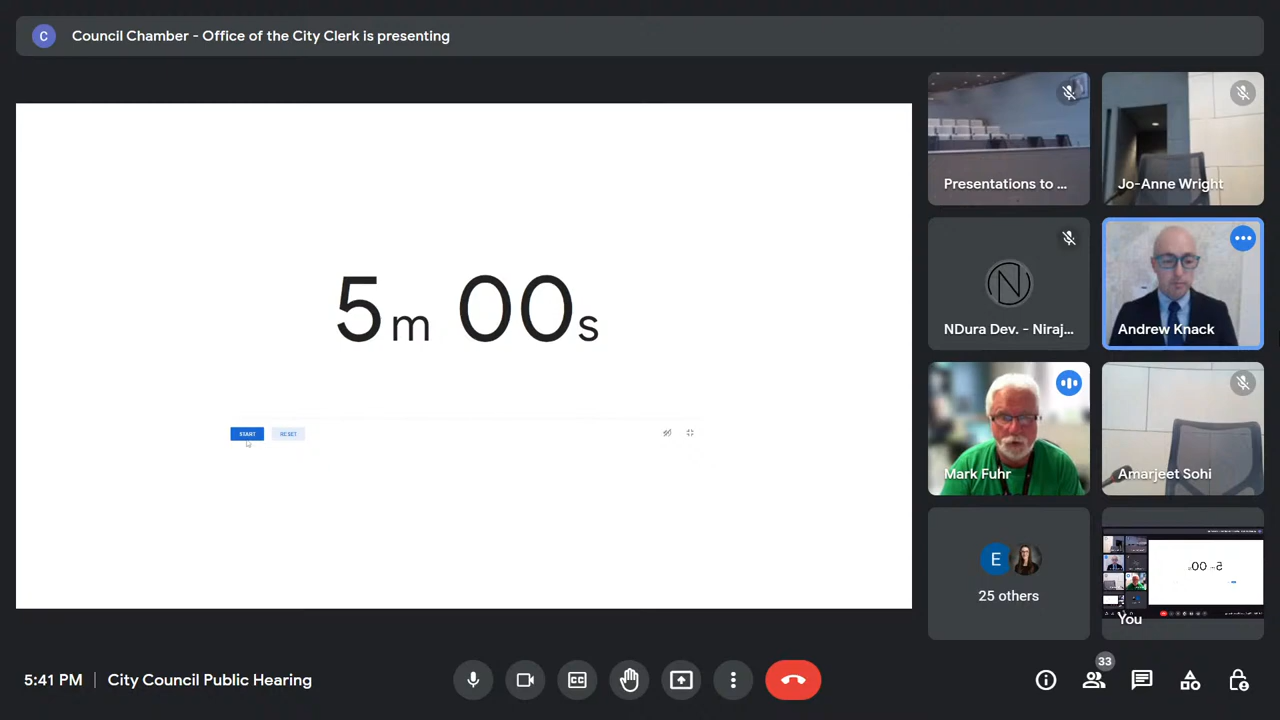 C
Council Chamber - Office of the City Clerk is presenting
5m 00s
START
RESET
Presentations to ...
Jo-Anne Wright
N
NDura Dev. - Niraj...
Andrew Knack
Mark Fuhr
Amarjeet Sohi
E
25 others
You
5:41 PM
City Council Public Hearing
CC
33